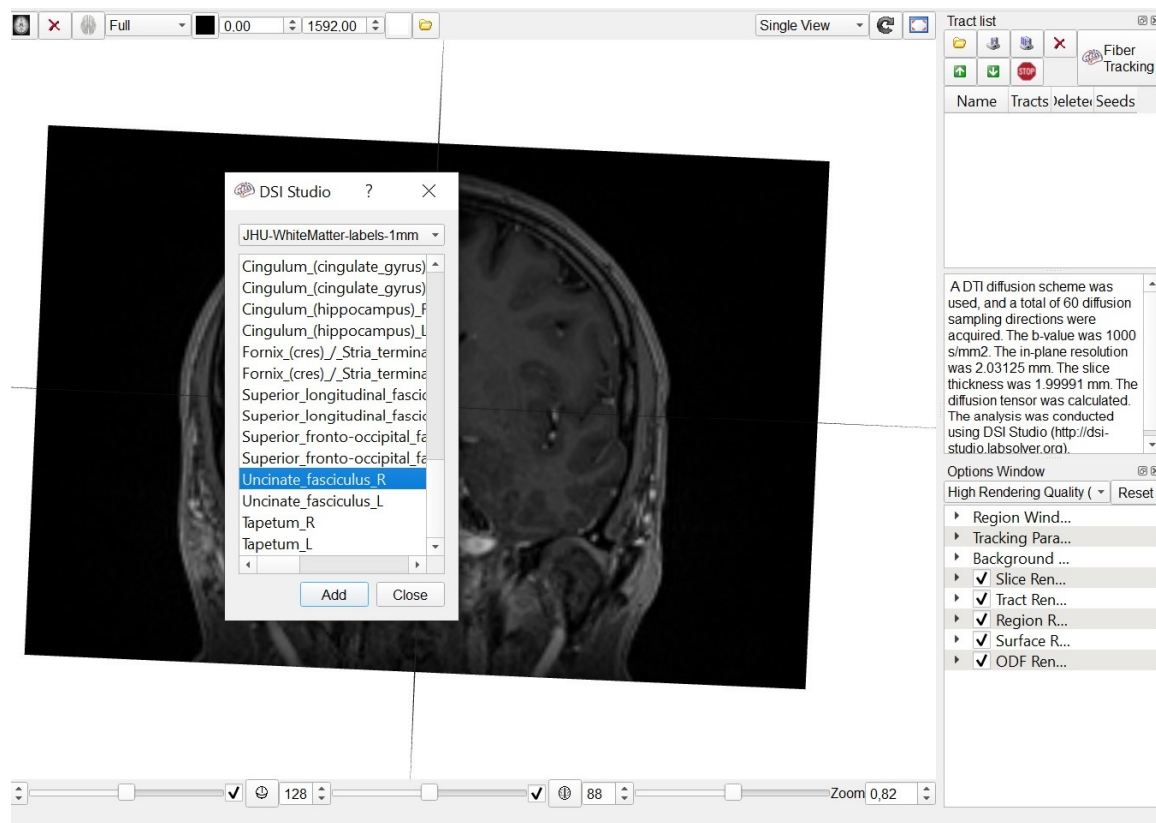 Full
0,00
1592,00
Single View
Tract list
Fiber
Tracking
STOP
Name Tracts Seeds
DSI Studio ?
JHU-WhiteMatter-labels-1mm
Cingulum_(cingulate_gyrus)
Cingulum_(cingulate_gyrus)
Cingulum_(hippocampus)_
Cingulum_(hippocampus)_L
Fornix_(cres)_/_Stria_termina
Fornix_(cres)_/_Stria_termina
Superior_longitudinal_fascic
Superior_longitudinal_fascic
Superior_fronto-occipital_fa
Superior_fronto-occipital_fa
Uncinate_fasciculus_R
Uncinate_fasciculus_L
Tapetum_R
Tapetum_L
Add Close
A DTI diffusion scheme was
used, and a total of 60 diffusion
sampling directions were
acquired. The b-value was 1000
s/mm2. The in-plane resolution
was 2.03125 mm. The slice
thickness was 1.99991 mm. The
diffusion tensor was calculated.
The analysis was conducted
using DSI Studio (http://dsi-
studio.labsolver.org).
Options Window
High Rendering Quality ( Reset
Region Wind...
Tracking Para...
Background ...
Slice Ren...
Tract Ren...
Region R...
Surface R...
ODF Ren...
128
88
Zoom 0,82